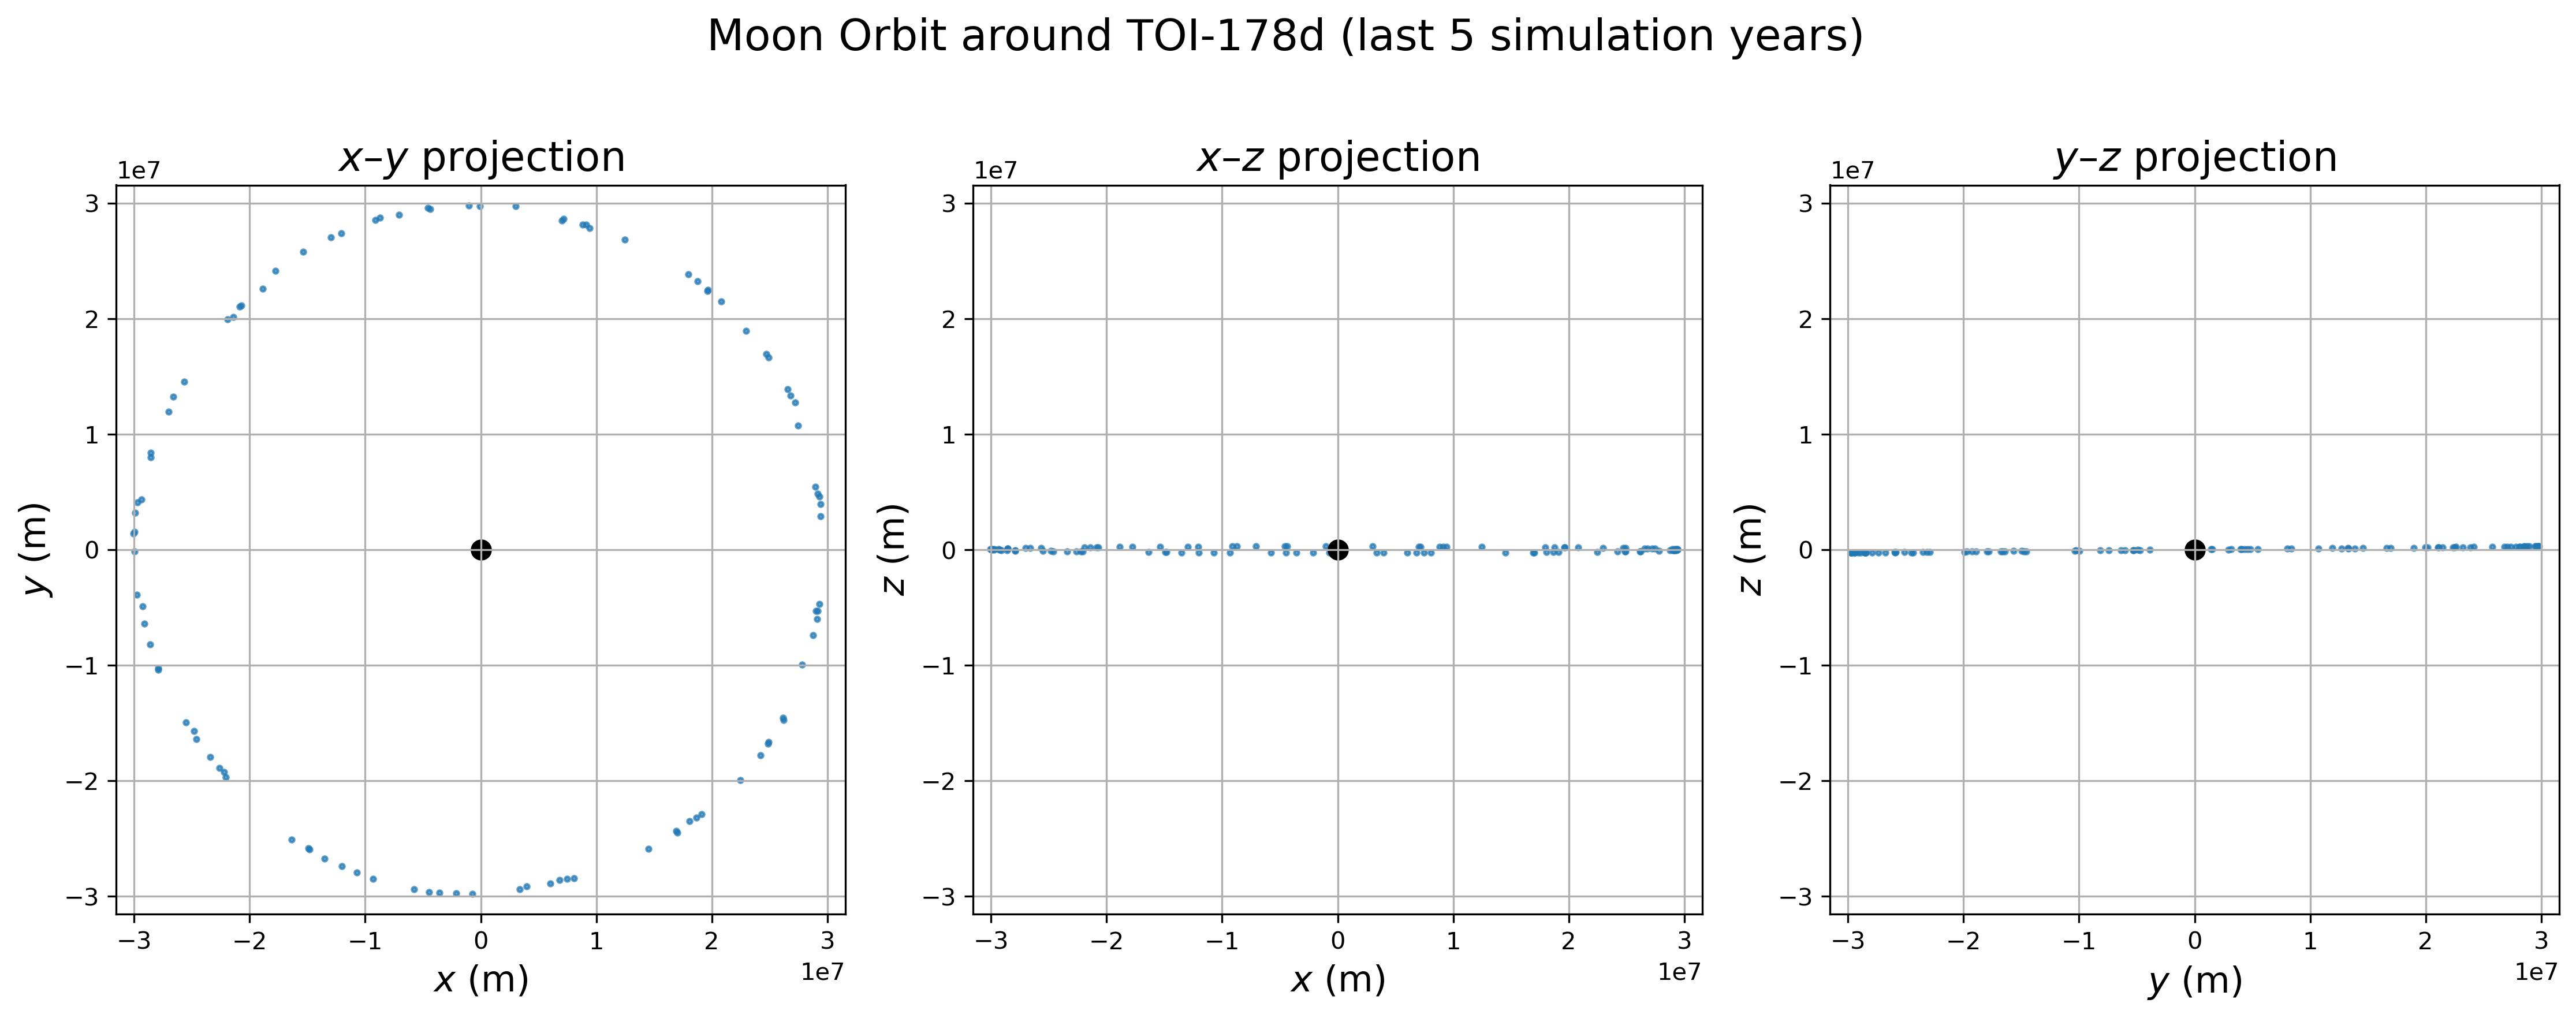 Moon Orbit around TOI-178d (last 5 simulation years)
x–y projection
1e7
3
2
1
0
−1
−2
−3
y (m)
−3
−2
−1
0
1
2
3
1e7
x (m)
x–z projection
1e7
3
2
1
0
−1
−2
−3
z (m)
−3
−2
−1
0
1
2
3
1e7
x (m)
y–z projection
1e7
3
2
1
0
−1
−2
−3
z (m)
−3
−2
−1
0
1
2
3
1e7
y (m)